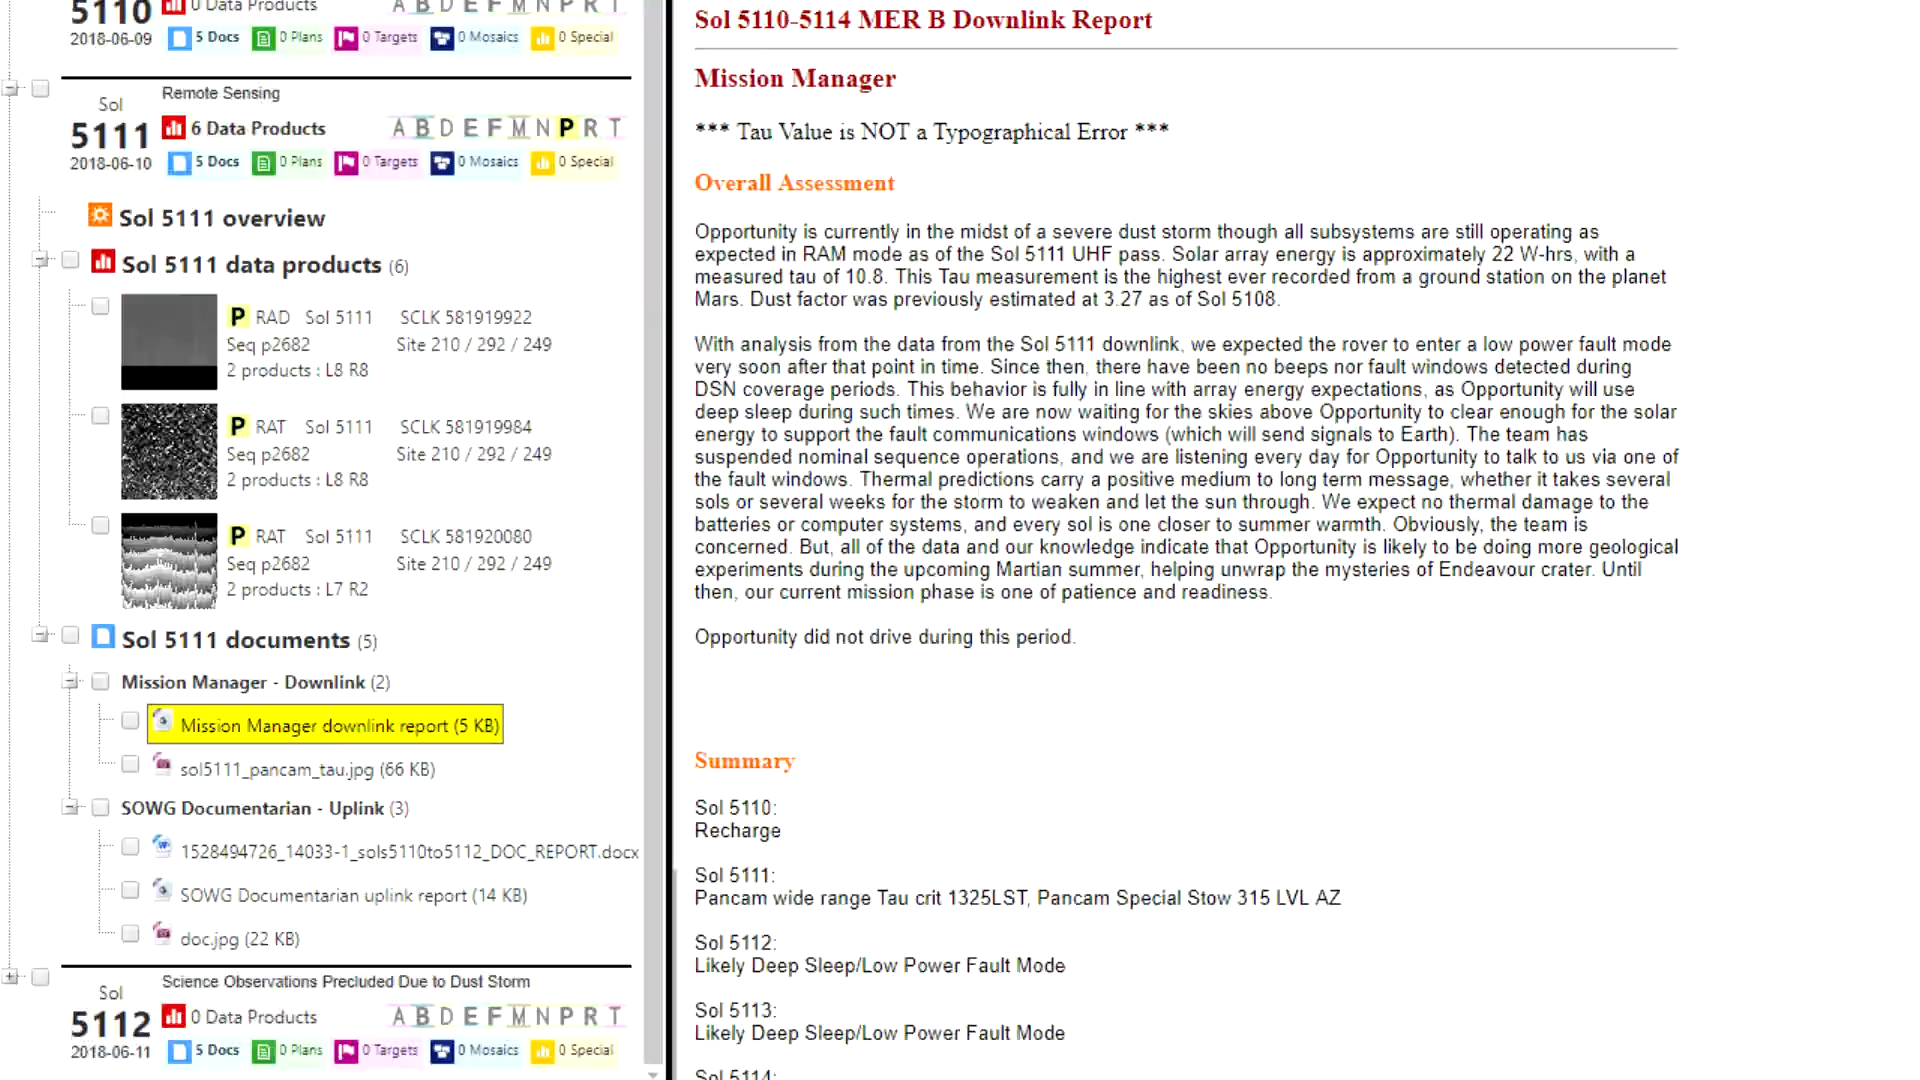 5110
0 Data Products
A B D E F M N P R T
2018-06-09
5 Docs
0 Plans
0 Targets
0 Mosaics
0 Special
Remote Sensing
Sol
5111
6 Data Products
A B D E F M N P R T
2018-06-10
5 Docs
0 Plans
0 Targets
0 Mosaics
0 Special
Sol 5111 overview
Sol 5111 data products (6)
P RAD Sol 5111 SCLK 581919922
Seq p2682 Site 210 / 292 / 249
2 products : L8 R8
P RAT Sol 5111 SCLK 581919984
Seq p2682 Site 210 / 292 / 249
2 products : L8 R8
P RAT Sol 5111 SCLK 581920080
Seq p2682 Site 210 / 292 / 249
2 products : L7 R2
Sol 5111 documents (5)
Mission Manager - Downlink (2)
Mission Manager downlink report (5 KB)
sol5111_pancam_tau.jpg (66 KB)
SOWG Documentarian - Uplink (3)
1528494726_14033-1_sols5110to5112_DOC_REPORT.docx
SOWG Documentarian uplink report (14 KB)
doc.jpg (22 KB)
Science Observations Precluded Due to Dust Storm
Sol
5112
0 Data Products
A B D E F M N P R T
2018-06-11
5 Docs
0 Plans
0 Targets
0 Mosaics
0 Special
Sol 5110-5114 MER B Downlink Report
Mission Manager
*** Tau Value is NOT a Typographical Error ***
Overall Assessment
Opportunity is currently in the midst of a severe dust storm though all subsystems are still operating as
expected in RAM mode as of the Sol 5111 UHF pass. Solar array energy is approximately 22 W-hrs, with a
measured tau of 10.8. This Tau measurement is the highest ever recorded from a ground station on the planet
Mars. Dust factor was previously estimated at 3.27 as of Sol 5108.
With analysis from the data from the Sol 5111 downlink, we expected the rover to enter a low power fault mode
very soon after that point in time. Since then, there have been no beeps nor fault windows detected during
DSN coverage periods. This behavior is fully in line with array energy expectations, as Opportunity will use
deep sleep during such times. We are now waiting for the skies above Opportunity to clear enough for the solar
energy to support the fault communications windows (which will send signals to Earth). The team has
suspended nominal sequence operations, and we are listening every day for Opportunity to talk to us via one of
the fault windows. Thermal predictions carry a positive medium to long term message, whether it takes several
sols or several weeks for the storm to weaken and let the sun through. We expect no thermal damage to the
batteries or computer systems, and every sol is one closer to summer warmth. Obviously, the team is
concerned. But, all of the data and our knowledge indicate that Opportunity is likely to be doing more geological
experiments during the upcoming Martian summer, helping unwrap the mysteries of Endeavour crater. Until
then, our current mission phase is one of patience and readiness.
Opportunity did not drive during this period.
Summary
Sol 5110:
Recharge
Sol 5111:
Pancam wide range Tau crit 1325LST, Pancam Special Stow 315 LVL AZ
Sol 5112:
Likely Deep Sleep/Low Power Fault Mode
Sol 5113:
Likely Deep Sleep/Low Power Fault Mode
Sol 5114: